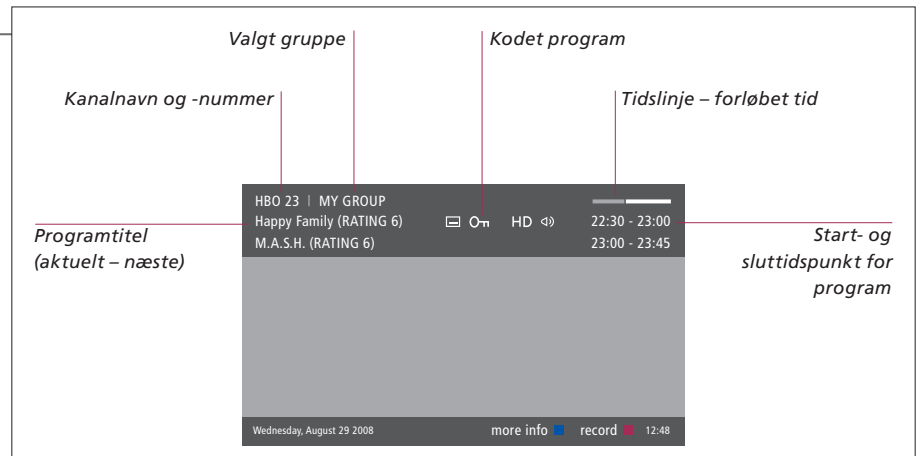 Valgt gruppe
Kodet program
Kanalnavn og -nummer
Tidslinje – forløbet tid
HBO 23 | MY GROUP
Happy Family (RATING 6) HD 22:30 - 23:00
M.A.S.H. (RATING 6) 23:00 - 23:45
Programtitel
(aktuelt – næste)
Start- og
sluttidspunkt for
program
Wednesday, August 29 2008 more info record 12:48